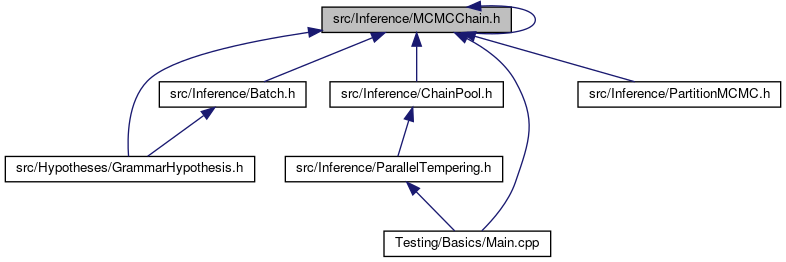 src/Inference/MCMCChain.h
src/Inference/Batch.h
src/Inference/ChainPool.h
src/Inference/PartitionMCMC.h
src/Hypotheses/GrammarHypothesis.h
src/Inference/ParallelTempering.h
Testing/Basics/Main.cpp